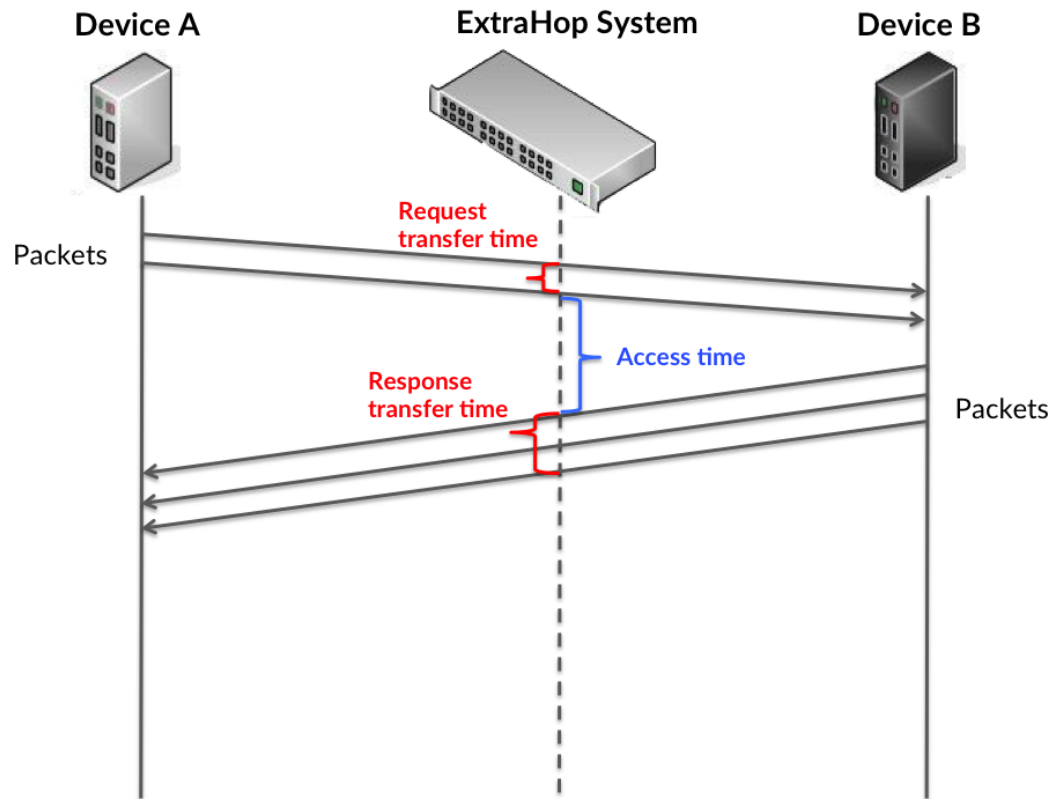 Device A
ExtraHop System
Device B
Request
transfer time
Packets
Access time
Response
transfer time
Packets